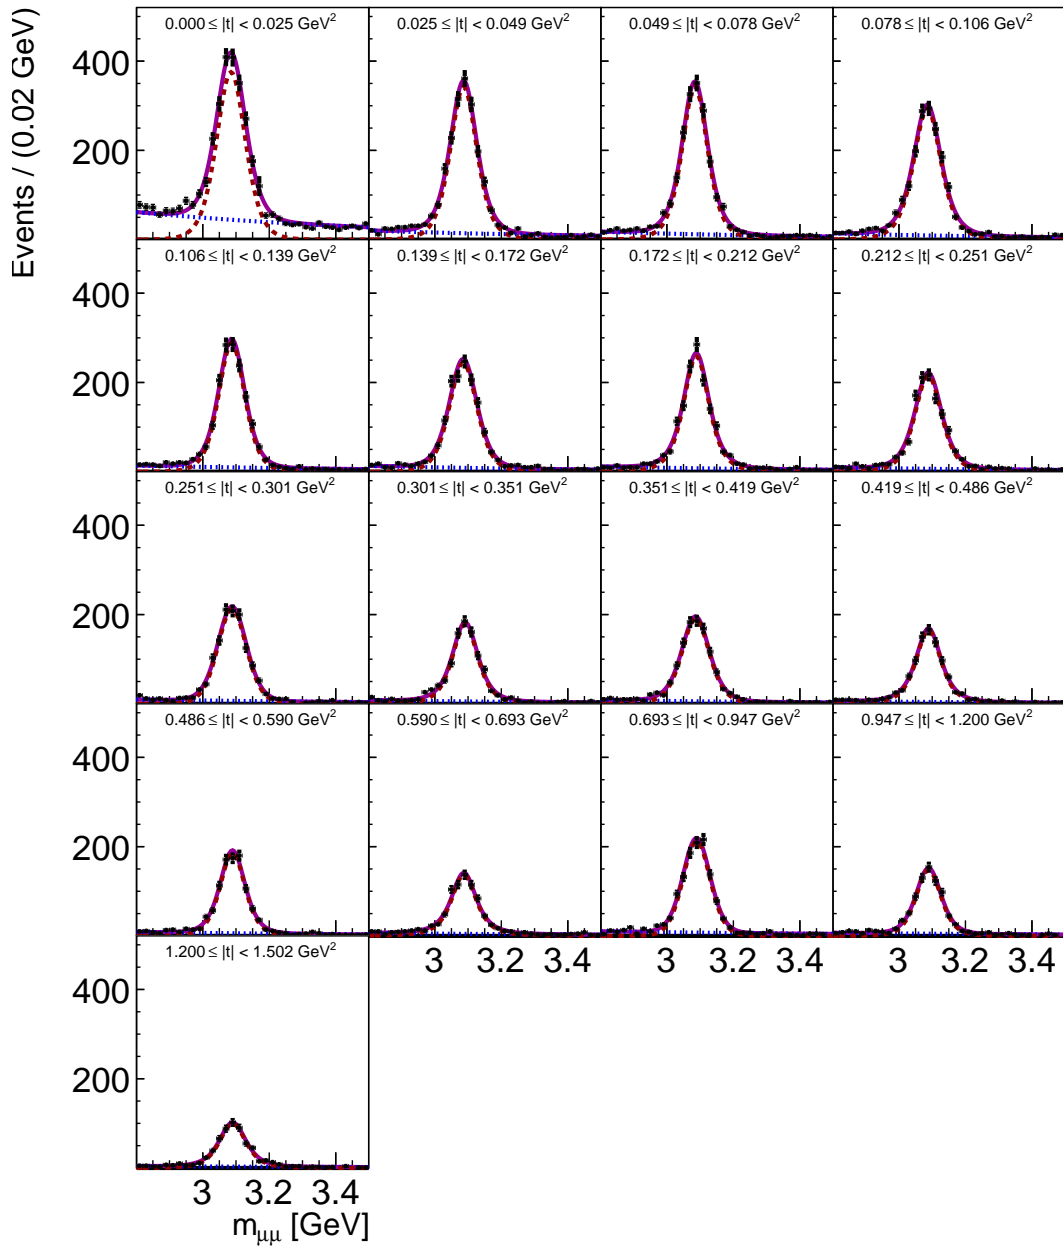 Events / (0.02 GeV)
0.000 ≤ |t| < 0.025 GeV²
0.025 ≤ |t| < 0.049 GeV²
0.049 ≤ |t| < 0.078 GeV²
0.078 ≤ |t| < 0.106 GeV²
400
200
0.106 ≤ |t| < 0.139 GeV²
0.139 ≤ |t| < 0.172 GeV²
0.172 ≤ |t| < 0.212 GeV²
0.212 ≤ |t| < 0.251 GeV²
400
200
0.251 ≤ |t| < 0.301 GeV²
0.301 ≤ |t| < 0.351 GeV²
0.351 ≤ |t| < 0.419 GeV²
0.419 ≤ |t| < 0.486 GeV²
400
200
0.486 ≤ |t| < 0.590 GeV²
0.590 ≤ |t| < 0.693 GeV²
0.693 ≤ |t| < 0.947 GeV²
0.947 ≤ |t| < 1.200 GeV²
400
200
3 3.2 3.4
3 3.2 3.4
3 3.2 3.4
1.200 ≤ |t| < 1.502 GeV²
400
200
3 3.2 3.4
m_μμ [GeV]